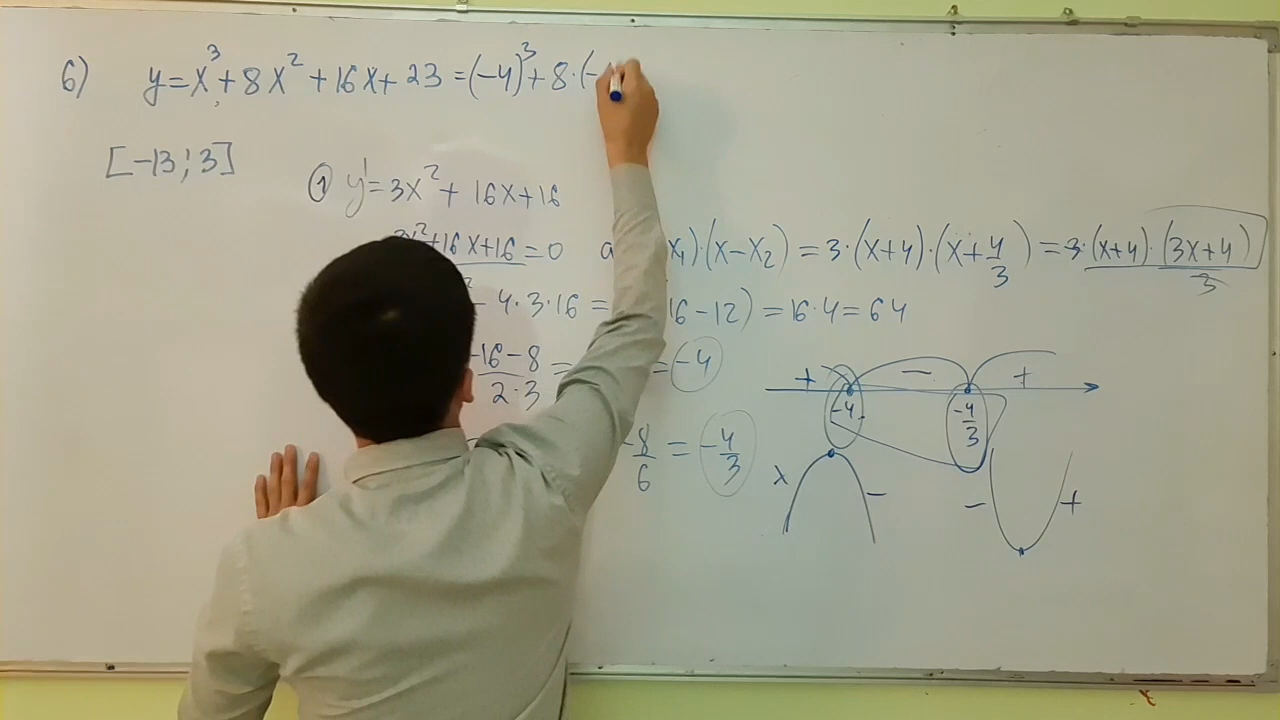 6) y = x³ + 8x² + 16x + 23 = (-4)³ + 8 · (-
[-13; 3]
① y' = 3x² + 16x + 16
3x² + 16x + 16 = 0 a x₁) (x - x₂) = 3 · (x + 4) · (x + 4/3) = 3 · (x + 4) · (3x + 4)/3
- 4 · 3 · 16 = 16 - 12) = 16 · 4 = 64
-16 - 8 / 2 · 3 = = -4
+ - +
-4 -4/3
-8/6 = -4/3
x - - +